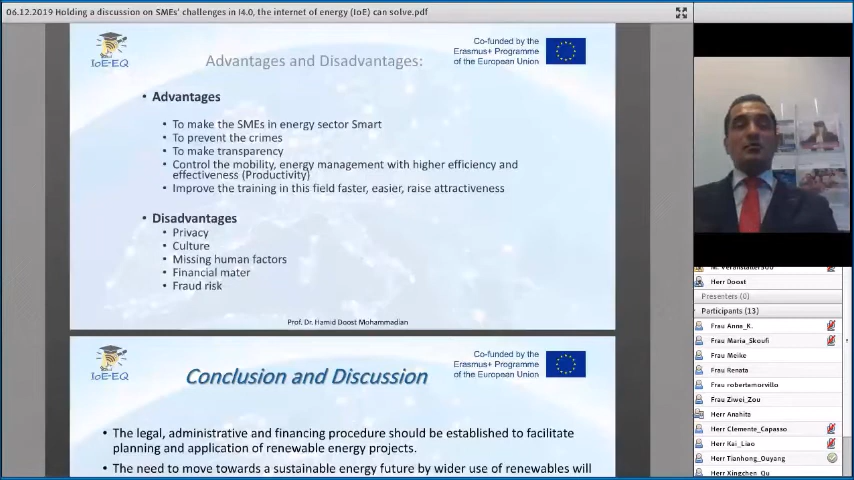 06.12.2019 Holding a discussion on SMEs' challenges in I4.0, the internet of energy (IoE) can solve.pdf
IoE-EQ
Advantages and Disadvantages:
Co-funded by the
Erasmus+ Programme
of the European Union
• Advantages
• To make the SMEs in energy sector Smart
• To prevent the crimes
• To make transparency
• Control the mobility, energy management with higher efficiency and
effectiveness (Productivity)
• Improve the training in this field faster, easier, raise attractiveness
• Disadvantages
• Privacy
• Culture
• Missing human factors
• Financial mater
• Fraud risk
Prof. Dr. Hamid Doost Mohammadian
IoE-EQ
Conclusion and Discussion
Co-funded by the
Erasmus+ Programme
of the European Union
• The legal, administrative and financing procedure should be established to facilitate
planning and application of renewable energy projects.
• The need to move towards a sustainable energy future by wider use of renewables will
Herr Doost
Presenters (0)
Participants (13)
Frau Anna_K.
Frau Maria_Skoufi
Frau Meike
Frau Renata
Frau robertamorvillo
Frau Ziwei_Zou
Herr Anahita
Herr Clemente_Capasso
Herr Kai_Liao
Herr Tianhong_Ouyang
Herr Xingchen_Qu